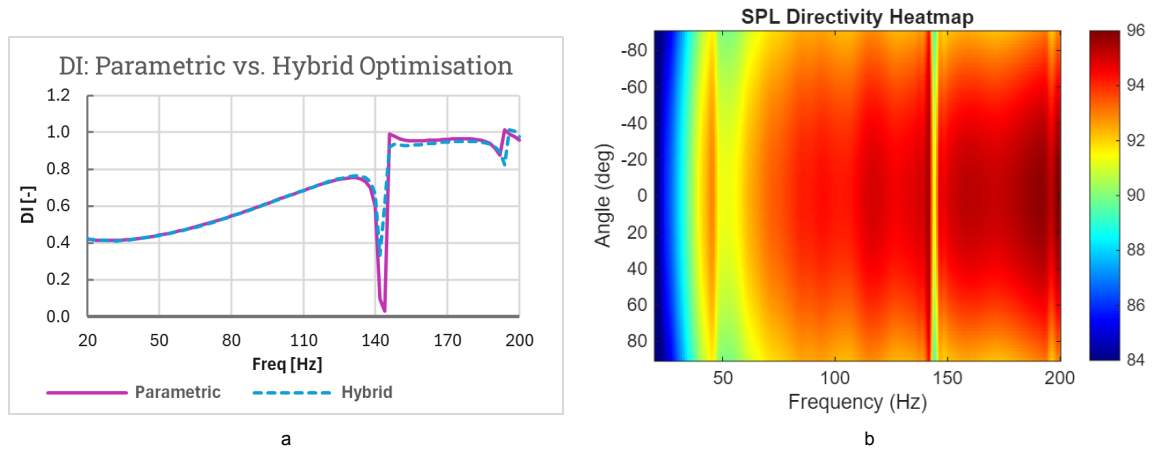 DI: Parametric vs. Hybrid Optimisation
DI [-]
1.2
1.0
0.8
0.6
0.4
0.2
0.0
20 50 80 110 140 170 200
Freq [Hz]
Parametric Hybrid
a
SPL Directivity Heatmap
Angle (deg)
-80
-60
-40
-20
0
20
40
60
80
50 100 150 200
Frequency (Hz)
96
94
92
90
88
86
84
b